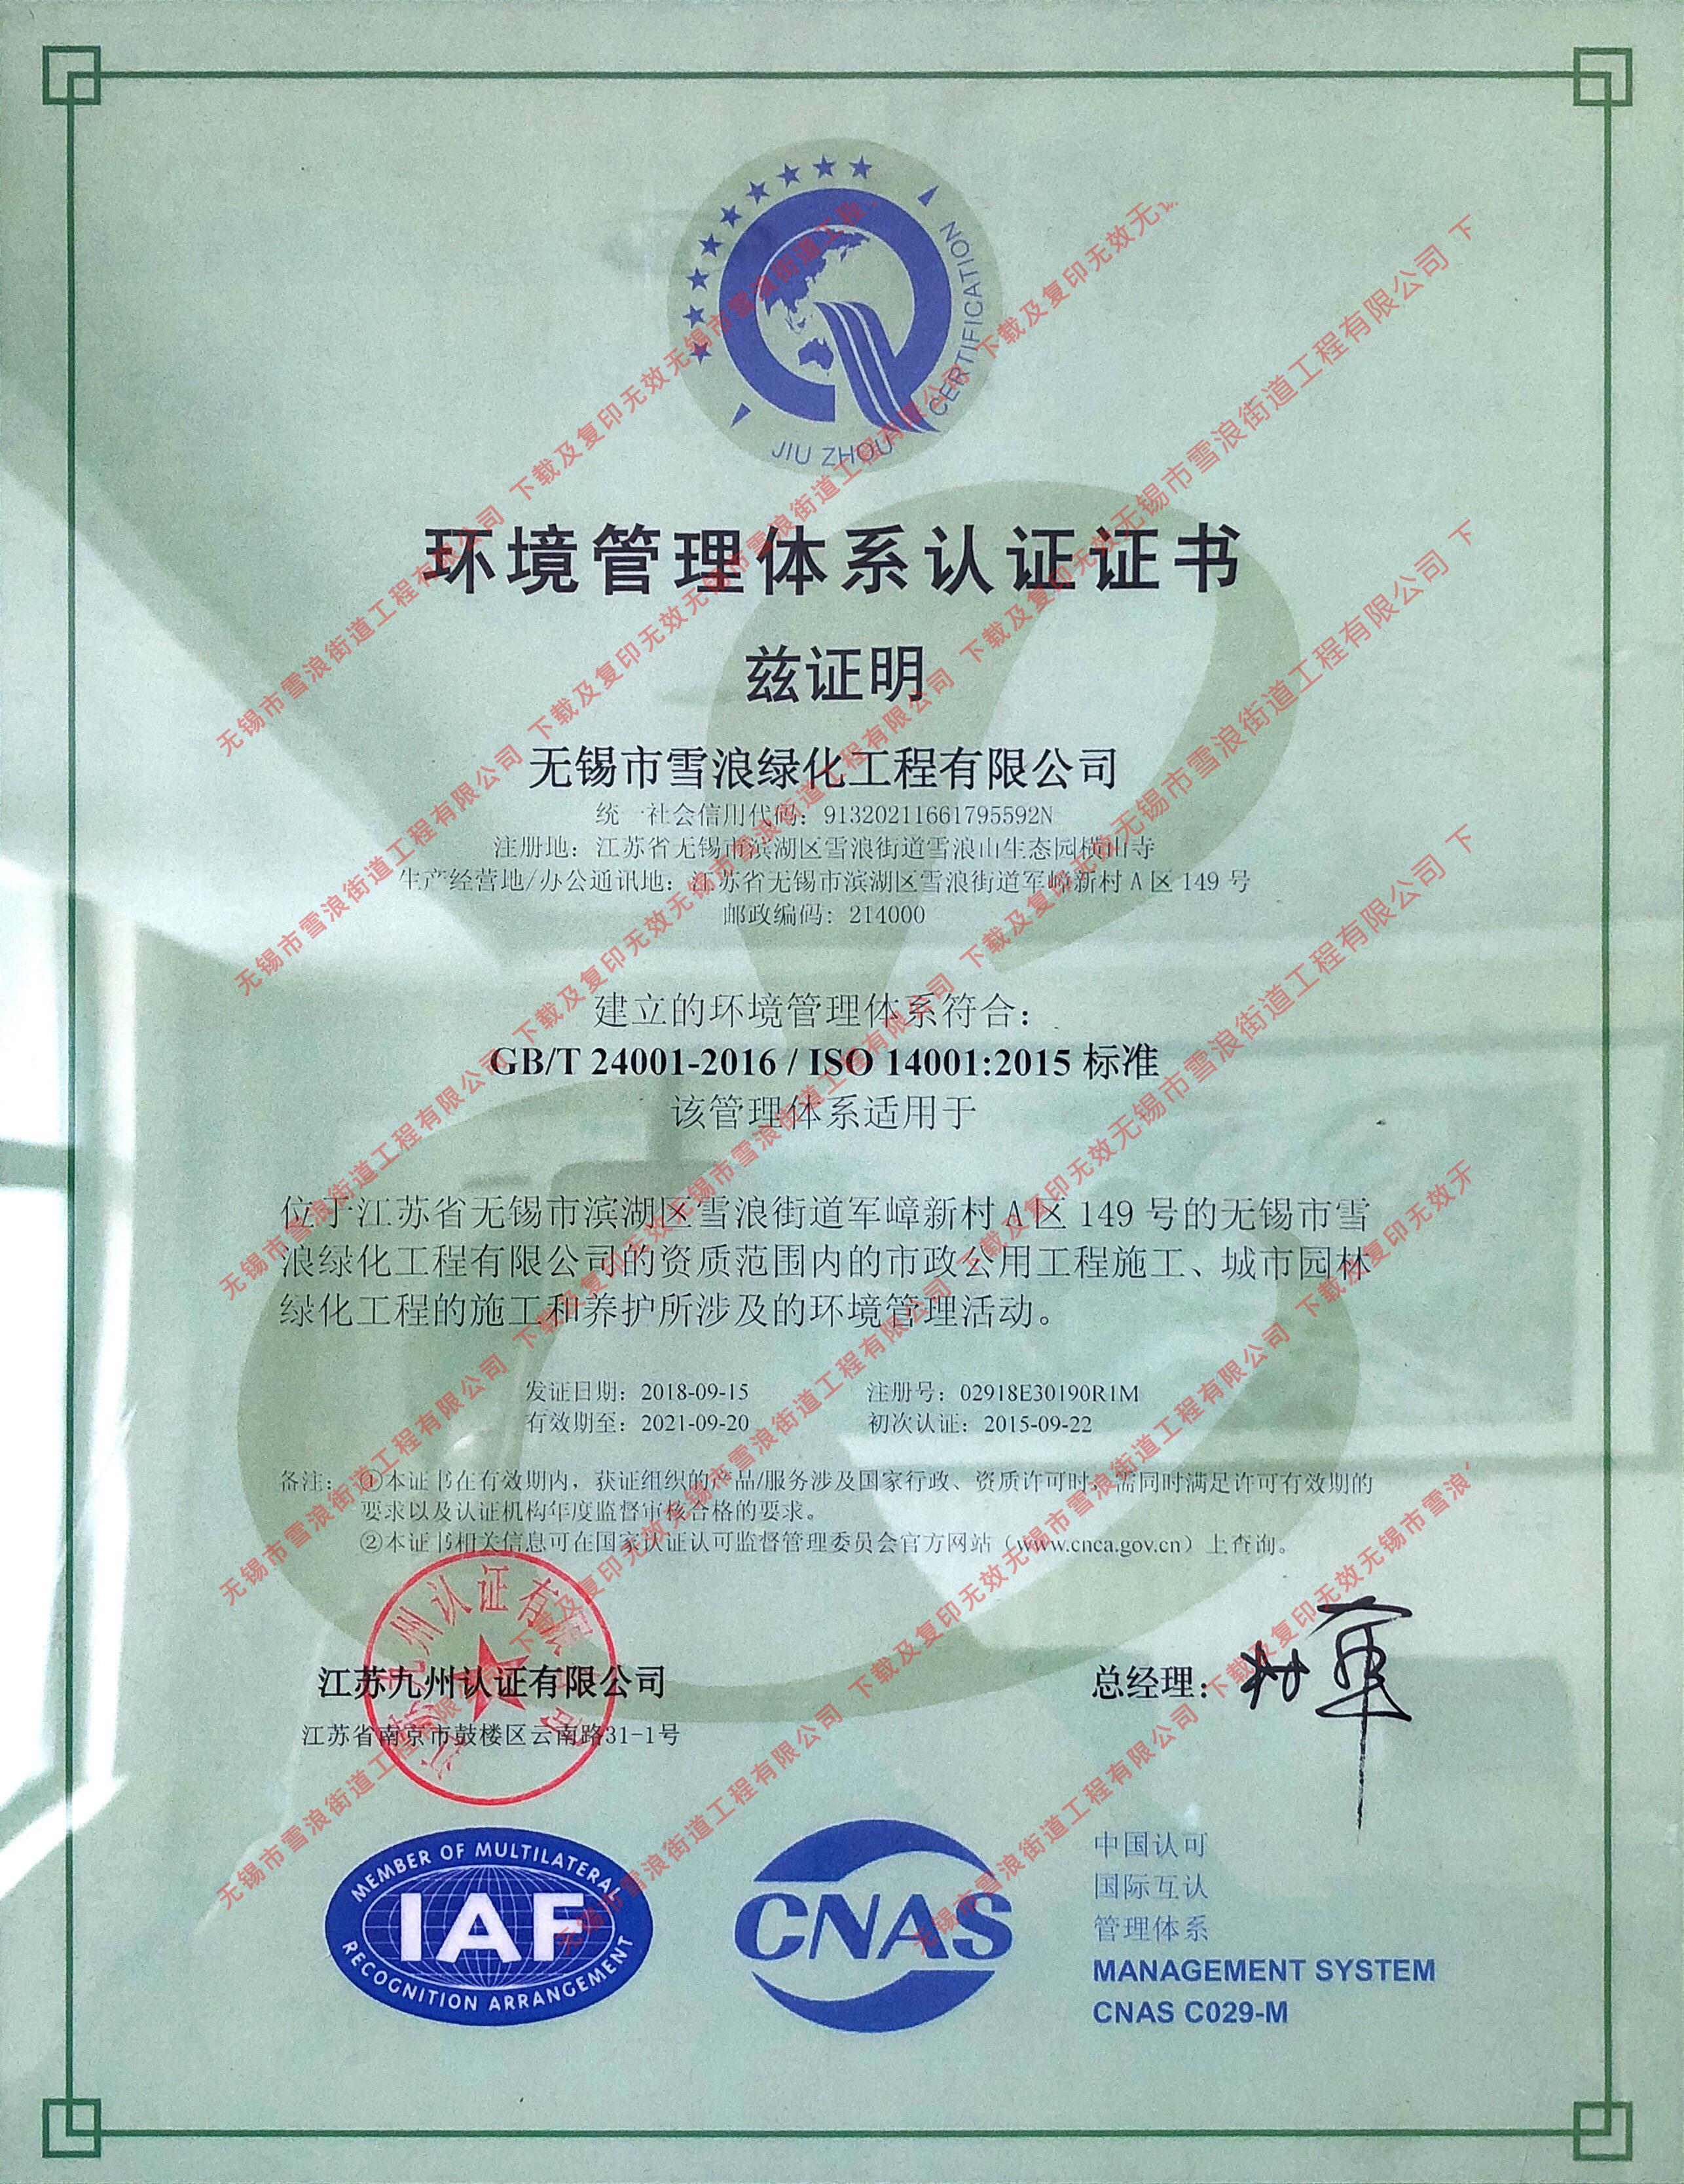 JIU ZHOU CERTIFICATION
环境管理体系认证证书
兹证明
无锡市雪浪绿化工程有限公司
统一社会信用代码：91320211661795592N
注册地：江苏省无锡市滨湖区雪浪街道雪浪山生态园横山寺
生产经营地/办公通讯地：江苏省无锡市滨湖区雪浪街道军嶂新村A区149号
邮政编码：214000
建立的环境管理体系符合：
GB/T 24001-2016 / ISO 14001:2015 标准
该管理体系适用于
位于江苏省无锡市滨湖区雪浪街道军嶂新村A区149号的无锡市雪
浪绿化工程有限公司的资质范围内的市政公用工程施工、城市园林
绿化工程的施工和养护所涉及的环境管理活动。
发证日期：2018-09-15 注册号：02918E30190R1M
有效期至：2021-09-20 初次认证：2015-09-22
备注：①本证书在有效期内，获证组织的产品/服务涉及国家行政、资质许可时，需同时满足许可有效期的
要求以及认证机构年度监督审核合格的要求。
②本证书相关信息可在国家认证认可监督管理委员会官方网站（www.cnca.gov.cn）上查询。
江苏九州认证有限公司
江苏九州认证有限公司
江苏省南京市鼓楼区云南路31-1号
总经理：
MEMBER OF MULTILATERAL
IAF
RECOGNITION ARRANGEMENT
CNAS
中国认可
国际互认
管理体系
MANAGEMENT SYSTEM
CNAS C029-M
无锡市雪浪街道工程有限公司 下载及复印无效